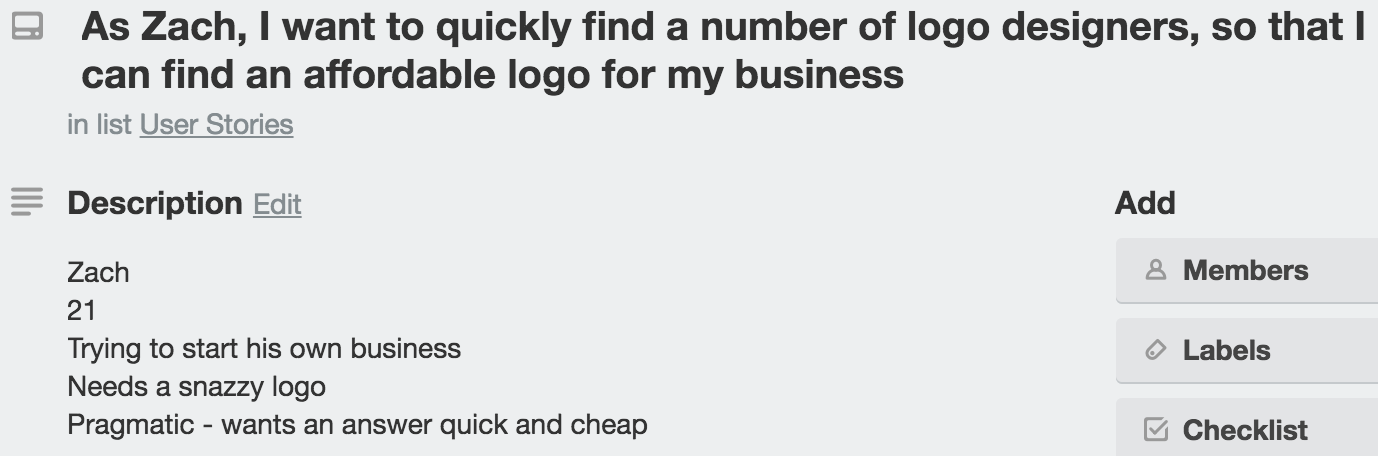 As Zach, I want to quickly find a number of logo designers, so that I
can find an affordable logo for my business
in list User Stories
Description Edit
Zach
21
Trying to start his own business
Needs a snazzy logo
Pragmatic - wants an answer quick and cheap
Add
Members
Labels
Checklist